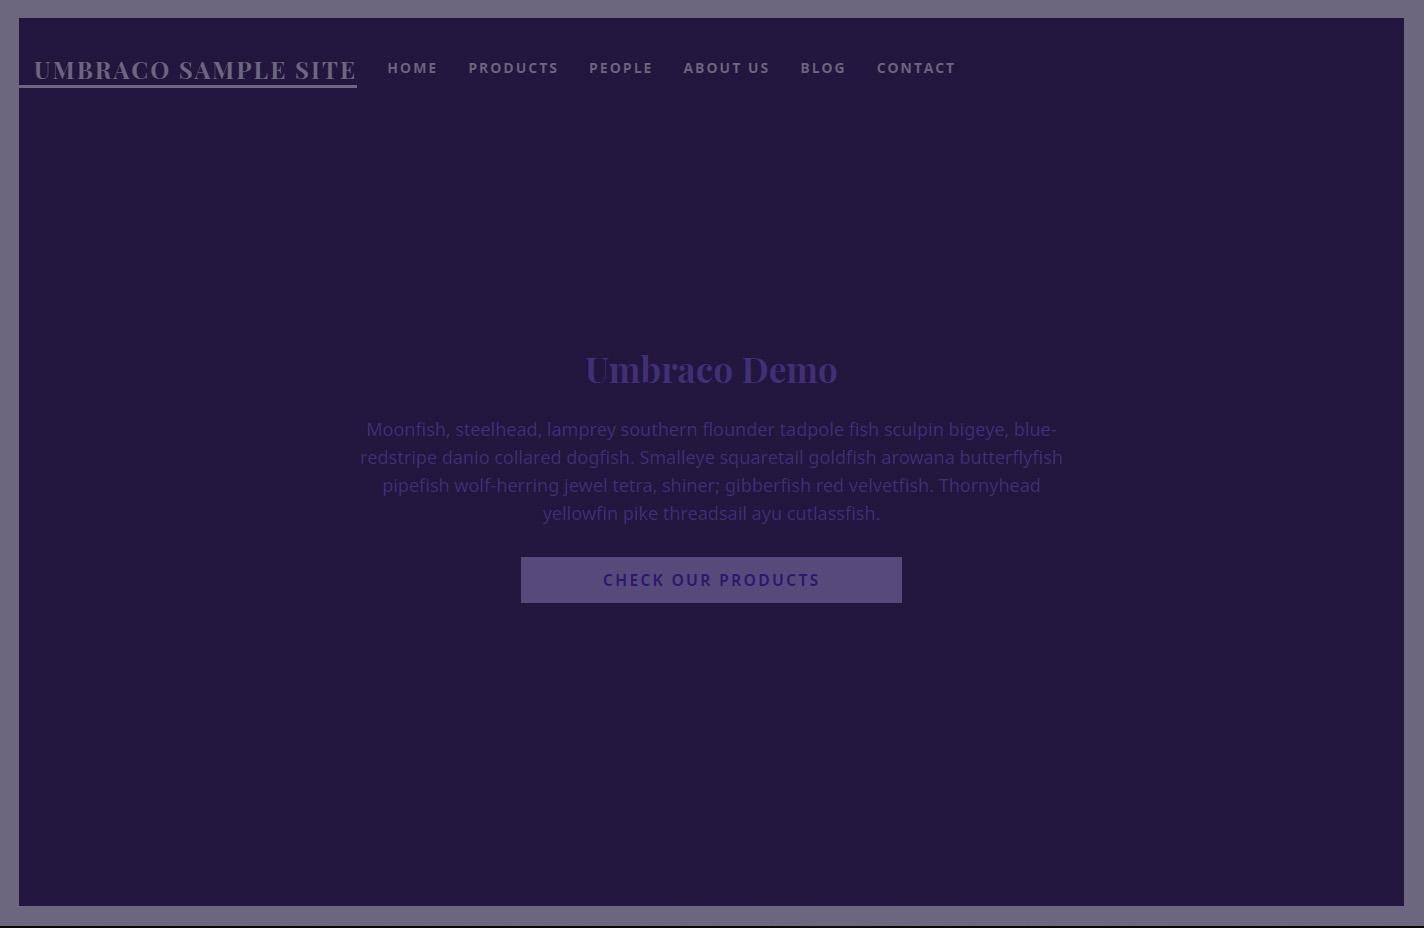 UMBRACO SAMPLE SITE HOME PRODUCTS PEOPLE ABOUT US BLOG CONTACT
Umbraco Demo
Moonfish, steelhead, lamprey southern flounder tadpole fish sculpin bigeye, blue-
redstripe danio collared dogfish. Smalleye squaretail goldfish arowana butterflyfish
pipefish wolf-herring jewel tetra, shiner; gibberfish red velvetfish. Thornyhead
yellowfin pike threadsail ayu cutlassfish.
CHECK OUR PRODUCTS